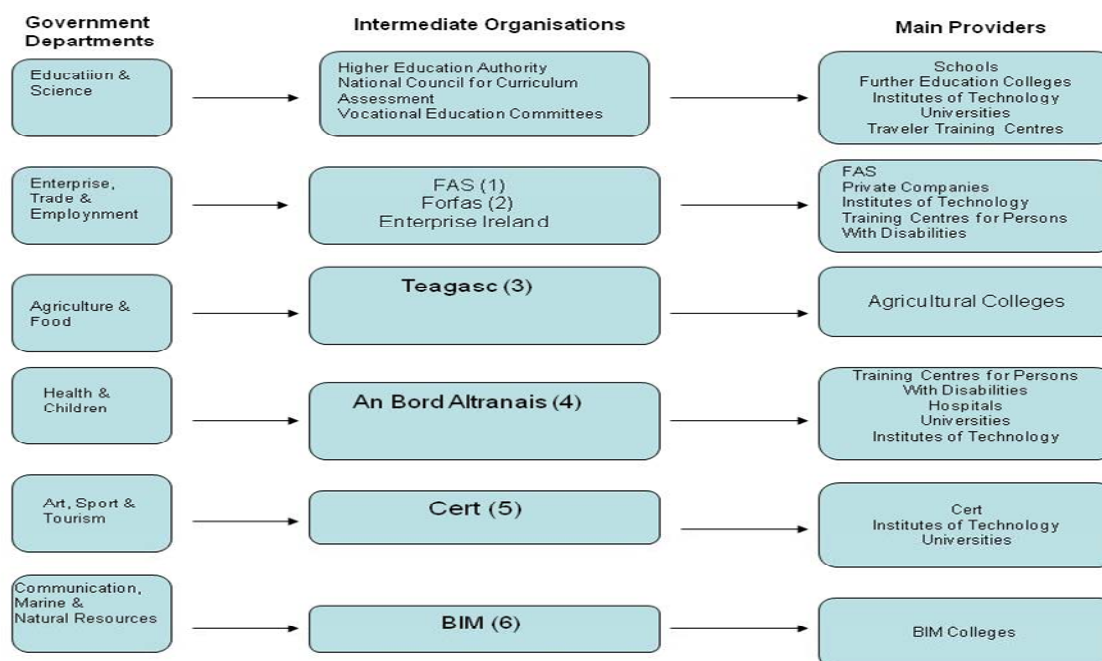 Government
Departments
Intermediate Organisations
Main Providers
Educatiion &
Science
Higher Education Authority
National Council for Curriculum
Assessment
Vocational Education Committees
Schools
Further Education Colleges
Institutes of Technology
Universities
Traveler Training Centres
Enterprise,
Trade &
Employnment
FAS (1)
Forfas (2)
Enterprise Ireland
FAS
Private Companies
Institutes of Technology
Training Centres for Persons
With Disabilities
Agriculture &
Food
Teagasc (3)
Agricultural Colleges
Health &
Children
An Bord Altranais (4)
Training Centres for Persons
With Disabilities
Hospitals
Universities
Institutes of Technology
Art, Sport &
Tourism
Cert (5)
Cert
Institutes of Technology
Universities
Communication,
Marine &
Natural Resources
BIM (6)
BIM Colleges